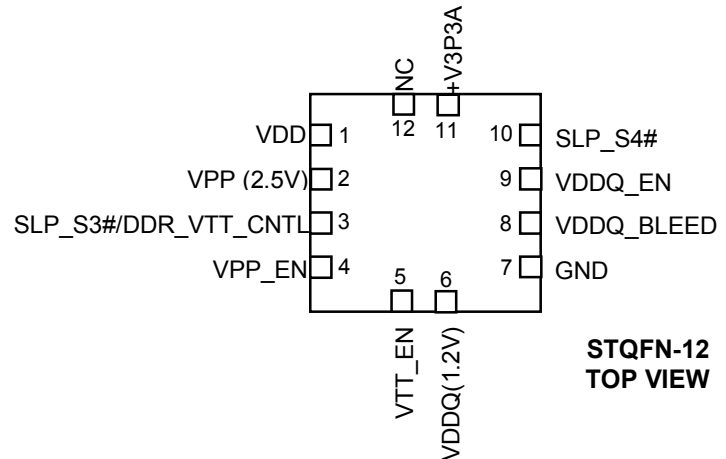 NC
+V3P3A
12
11
VDD 1
10 SLP_S4#
VPP (2.5V) 2
9 VDDQ_EN
SLP_S3#/DDR_VTT_CNTL 3
8 VDDQ_BLEED
VPP_EN 4
7 GND
5
6
VTT_EN
VDDQ(1.2V)
STQFN-12
TOP VIEW